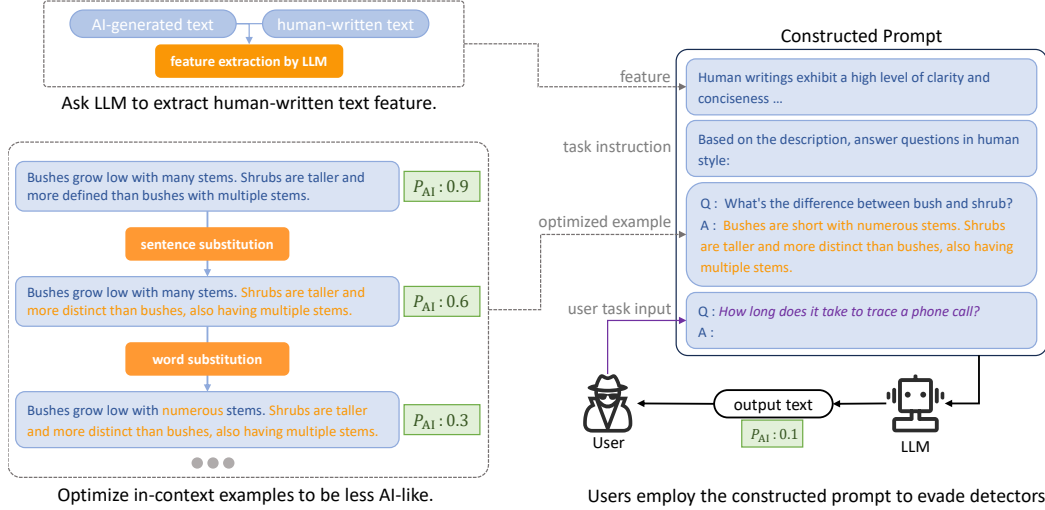 AI-generated text
human-written text
feature extraction by LLM
Ask LLM to extract human-written text feature.
Bushes grow low with many stems. Shrubs are taller and
more defined than bushes with multiple stems.
P_AI : 0.9
sentence substitution
Bushes grow low with many stems. Shrubs are taller and
more distinct than bushes, also having multiple stems.
P_AI : 0.6
word substitution
Bushes grow low with numerous stems. Shrubs are taller
and more distinct than bushes, also having multiple stems.
P_AI : 0.3
Optimize in-context examples to be less AI-like.
Constructed Prompt
feature
Human writings exhibit a high level of clarity and
conciseness ...
task instruction
Based on the description, answer questions in human
style:
optimized example
Q : What's the difference between bush and shrub?
A : Bushes are short with numerous stems. Shrubs
are taller and more distinct than bushes, also having
multiple stems.
user task input
Q : How long does it take to trace a phone call?
A :
User
output text
P_AI : 0.1
LLM
Users employ the constructed prompt to evade detectors